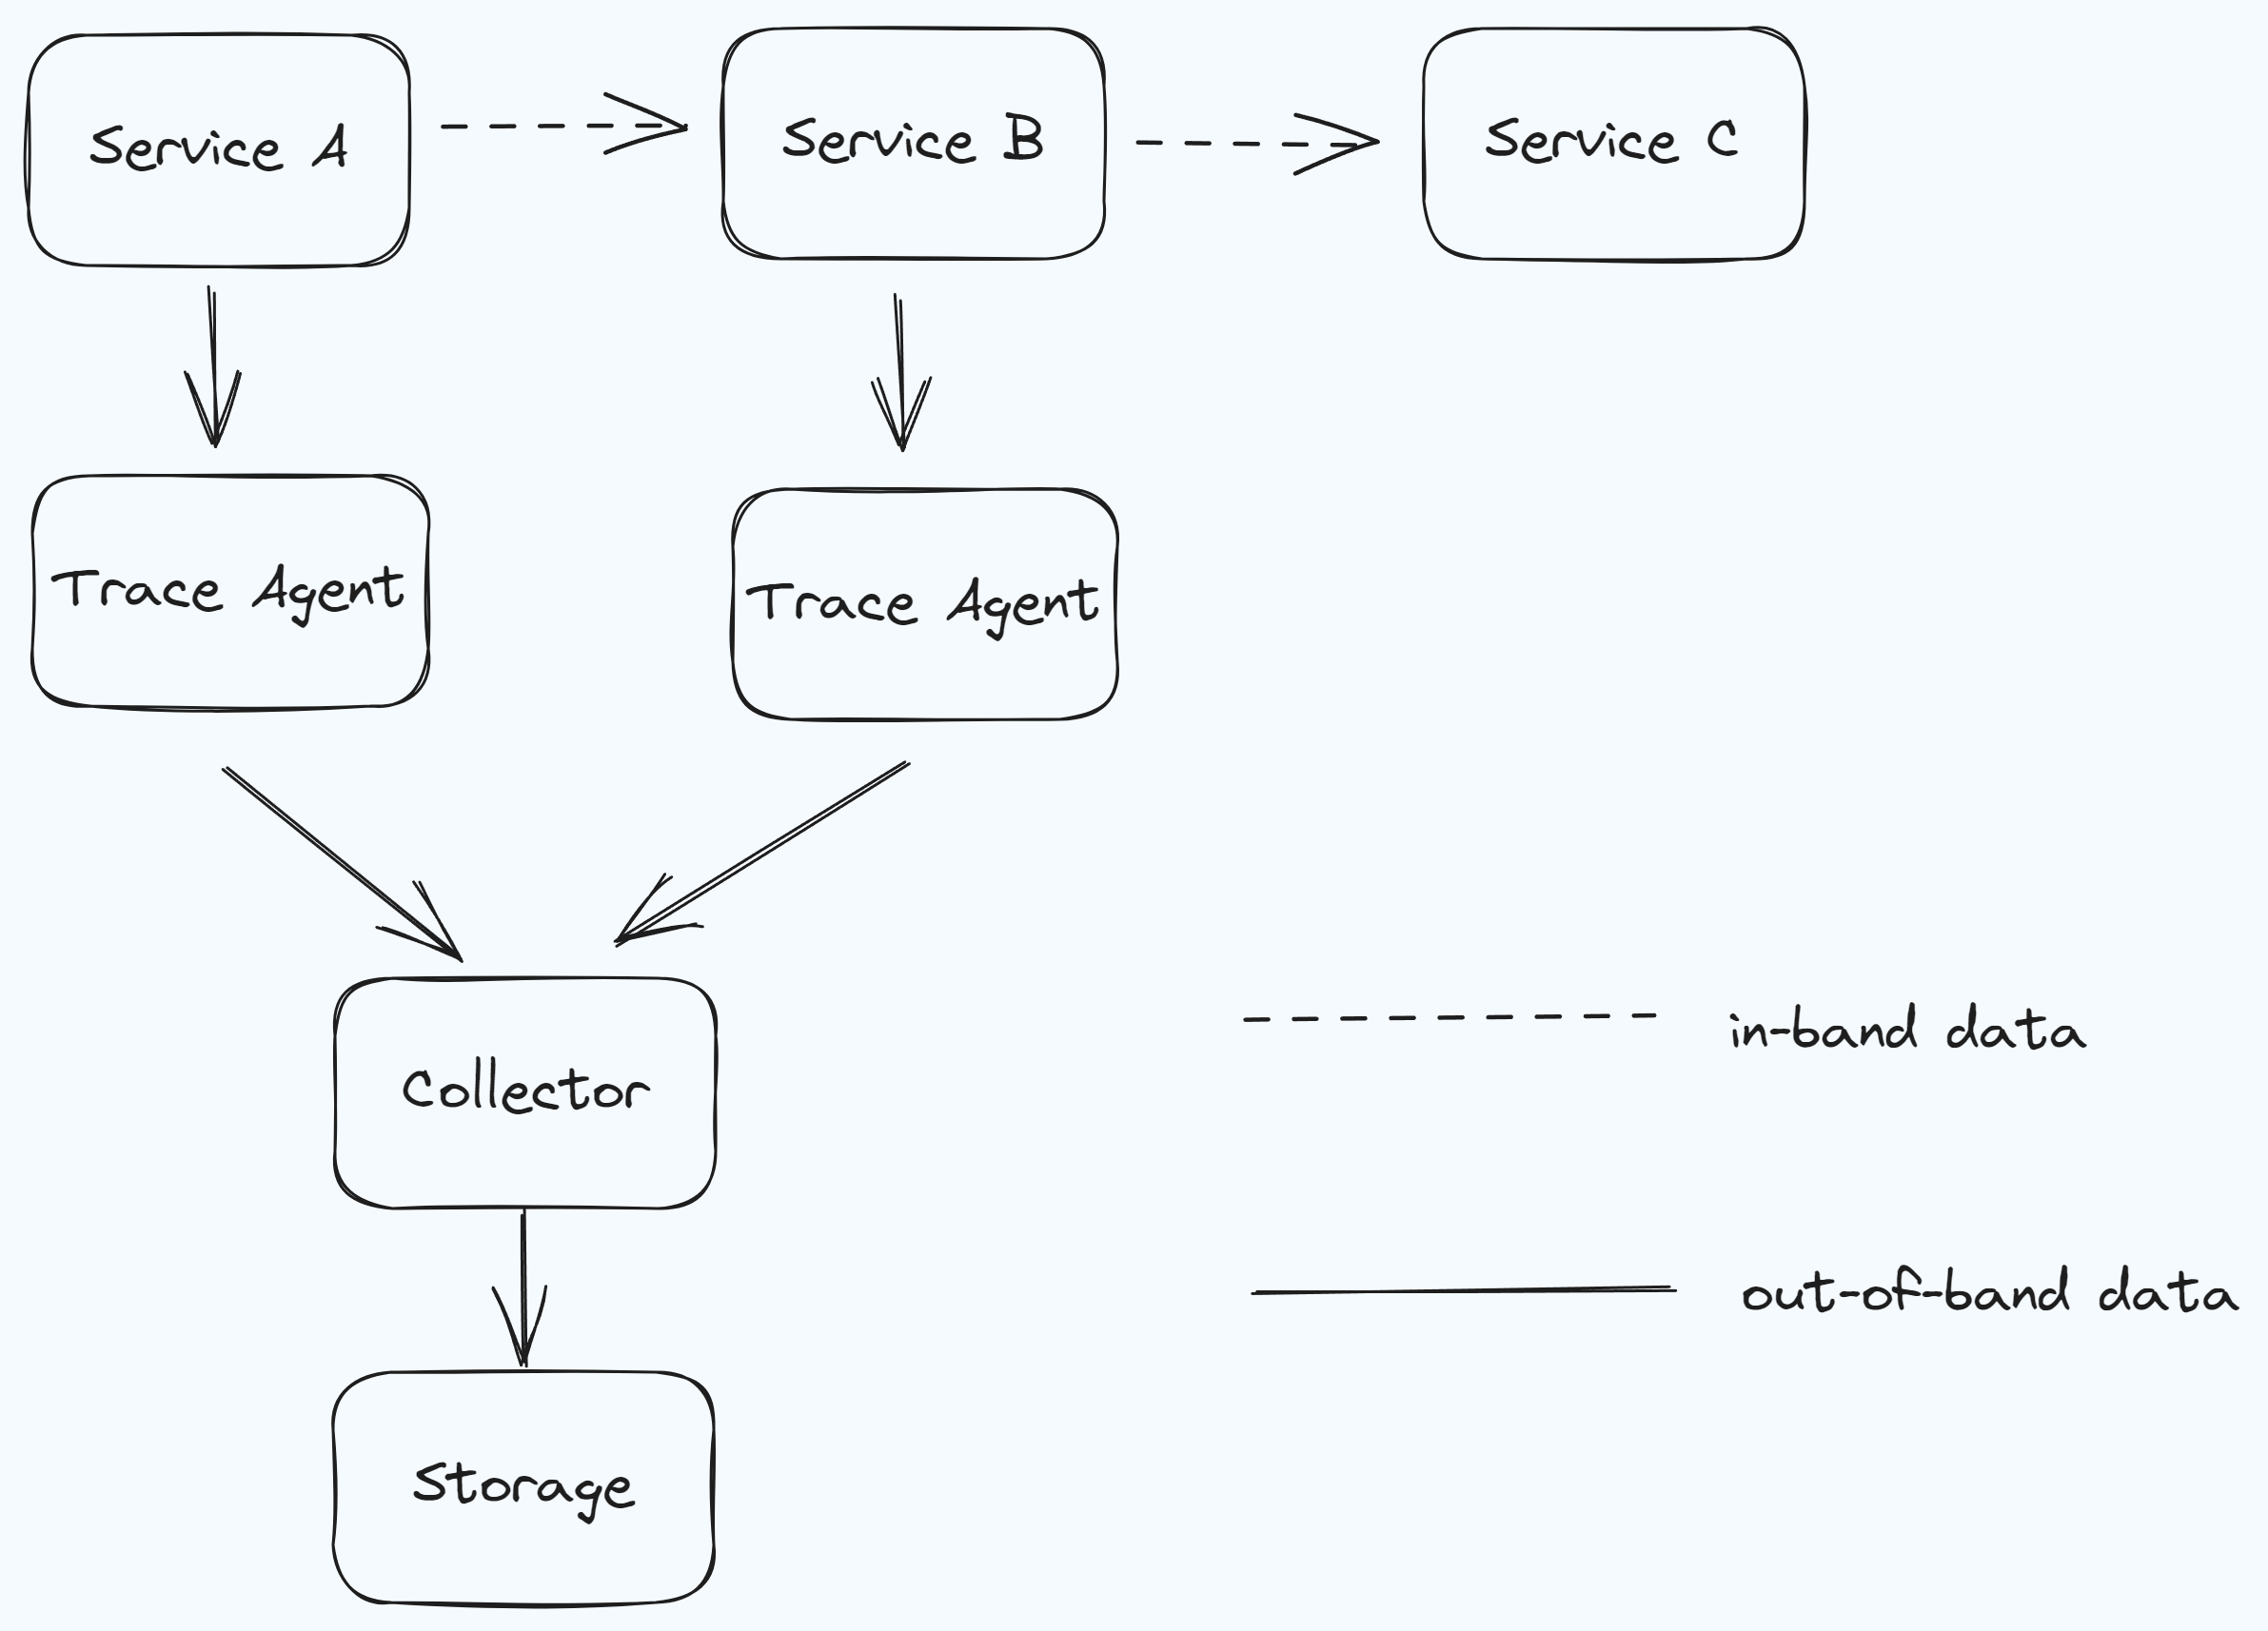 Service A
Service B
Service C
Trace Agent
Trace Agent
Collector
in-band data
out-of-band data
Storage